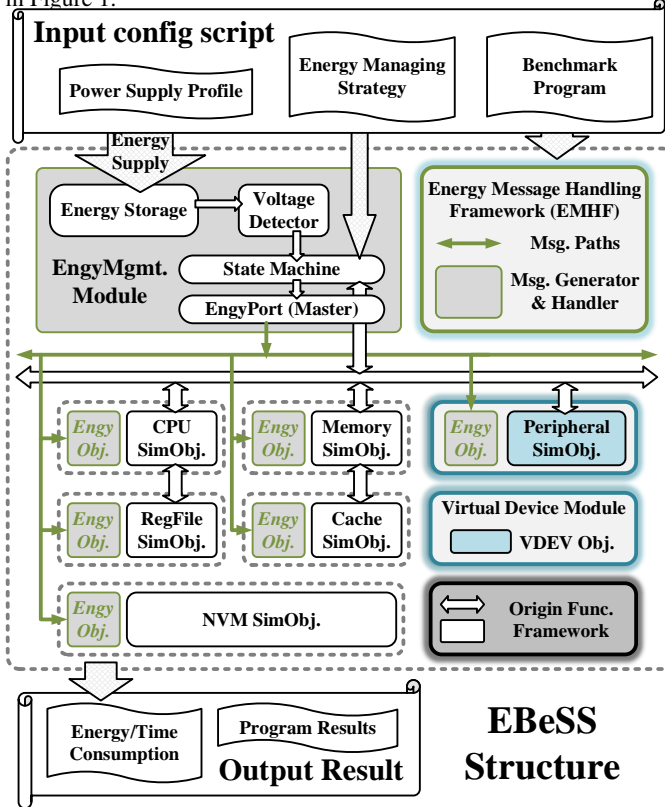 in Figure 1.
Input config script
Power Supply Profile
Energy Managing
Strategy
Benchmark
Program
Energy
Supply
Energy Storage
Voltage
Detector
EngyMgmt.
Module
State Machine
EngyPort (Master)
Energy Message Handling
Framework (EMHF)
Msg. Paths
Msg. Generator
& Handler
Engy
Obj.
CPU
SimObj.
Engy
Obj.
Memory
SimObj.
Engy
Obj.
Peripheral
SimObj.
Engy
Obj.
RegFile
SimObj.
Engy
Obj.
Cache
SimObj.
Virtual Device Module
VDEV Obj.
Engy
Obj.
NVM SimObj.
Origin Func.
Framework
Energy/Time
Consumption
Program Results
Output Result
EBeSS
Structure